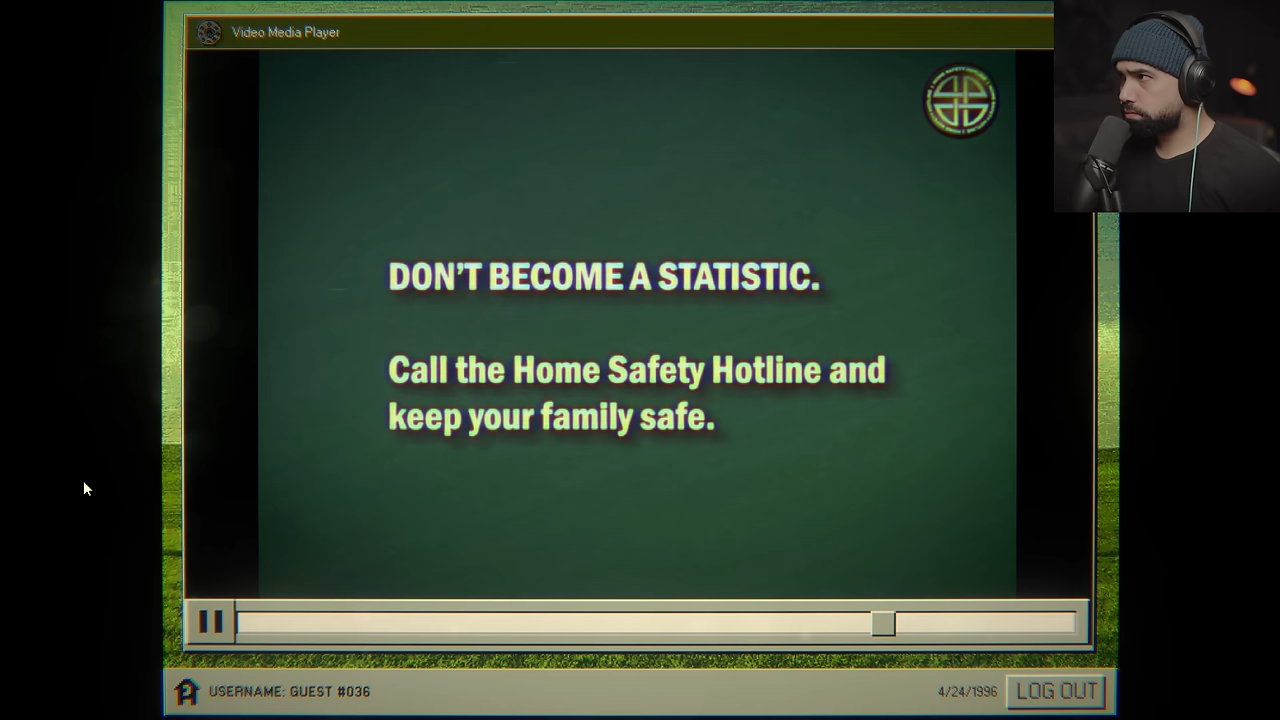 Video Media Player
DON'T BECOME A STATISTIC.
Call the Home Safety Hotline and
keep your family safe.
USERNAME: GUEST #036
4/24/1996
LOG OUT